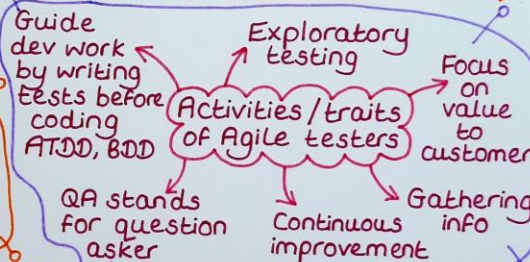 Guide
dev work
by writing
tests before
coding
ATDD, BDD
Exploratory
testing
Focus
on
value
to
customer
Activities/traits
of Agile testers
QA stands
for question
asker
Continuous
improvement
Gathering
info